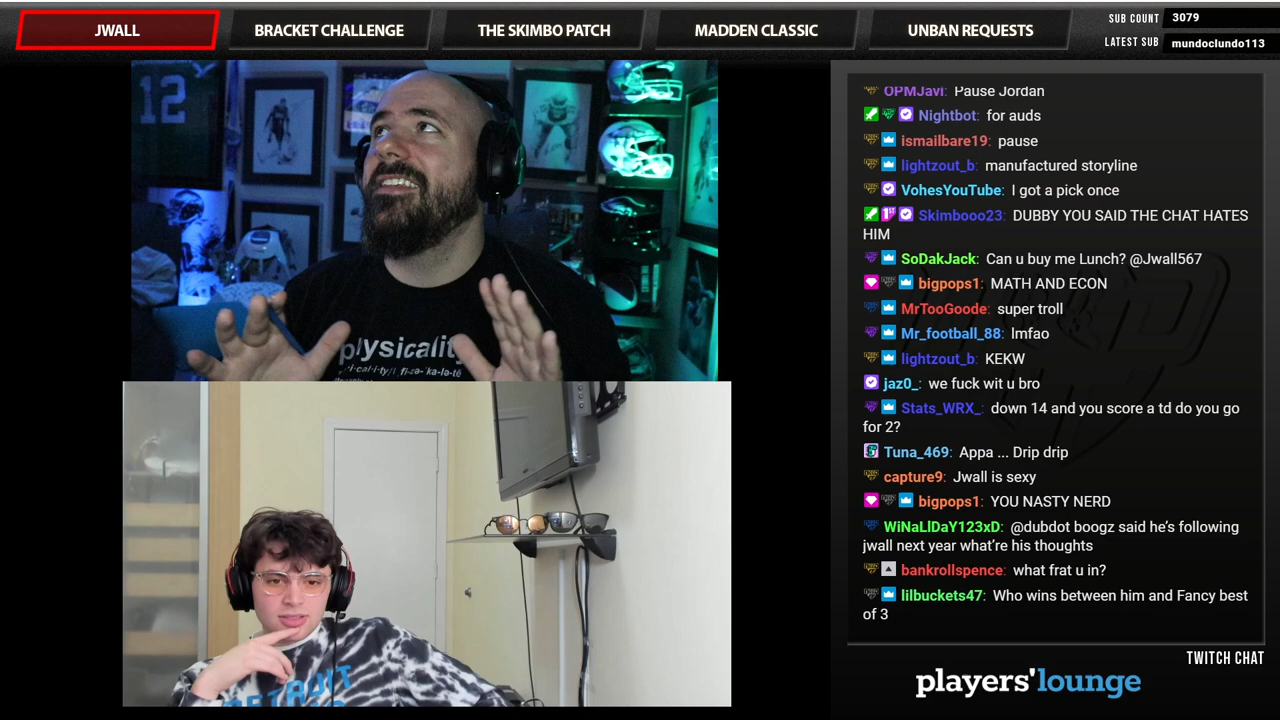 JWALL
BRACKET CHALLENGE
THE SKIMBO PATCH
MADDEN CLASSIC
UNBAN REQUESTS
SUB COUNT 3079
LATEST SUB mundoclundo113
12
physicality
DETROIT
OPMJavi: Pause Jordan
Nightbot: for auds
ismailbare19: pause
lightzout_b: manufactured storyline
VohesYouTube: I got a pick once
Skimbooo23: DUBBY YOU SAID THE CHAT HATES
HIM
SoDakJack: Can u buy me Lunch? @Jwall567
bigpops1: MATH AND ECON
MrTooGoode: super troll
Mr_football_88: lmfao
lightzout_b: KEKW
jaz0_: we fuck wit u bro
Stats_WRX_: down 14 and you score a td do you go
for 2?
Tuna_469: Appa ... Drip drip
capture9: Jwall is sexy
bigpops1: YOU NASTY NERD
WiNaLlDaY123xD: @dubdot boogz said he's following
jwall next year what're his thoughts
bankrollspence: what frat u in?
lilbuckets47: Who wins between him and Fancy best
of 3
TWITCH CHAT
players'lounge